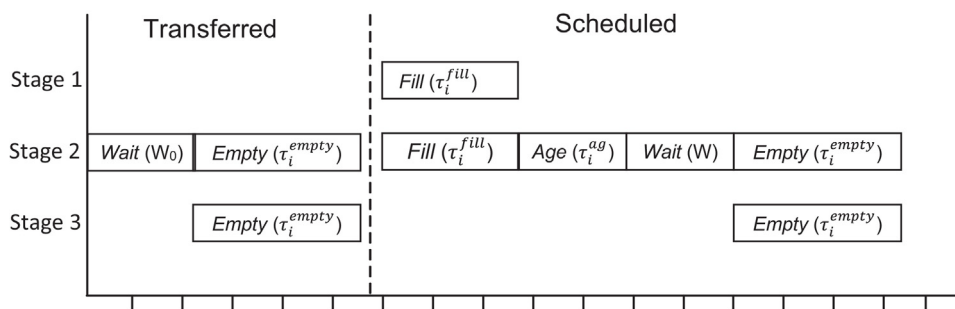 Transferred Scheduled
Stage 1 Fill (τ_i^{fill})
Stage 2 Wait (W₀) Empty (τ_i^{empty}) Fill (τ_i^{fill}) Age (τ_i^{ag}) Wait (W) Empty (τ_i^{empty})
Stage 3 Empty (τ_i^{empty}) Empty (τ_i^{empty})